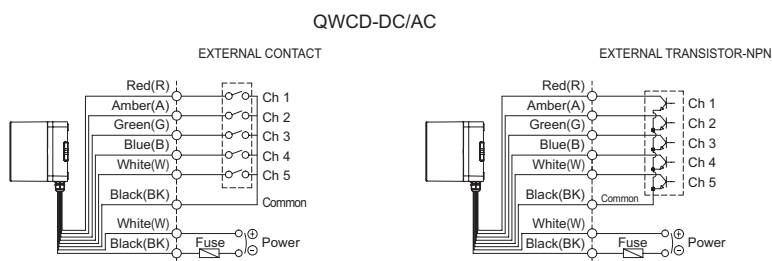 QWCD-DC/AC
EXTERNAL CONTACT
Red(R)
Amber(A)
Green(G)
Blue(B)
White(W)
Black(BK)
White(W)
Black(BK)
Ch 1
Ch 2
Ch 3
Ch 4
Ch 5
Common
Fuse
⊕
⊖
Power
EXTERNAL TRANSISTOR-NPN
Red(R)
Amber(A)
Green(G)
Blue(B)
White(W)
Black(BK)
White(W)
Black(BK)
Ch 1
Ch 2
Ch 3
Ch 4
Ch 5
Common
Fuse
⊕
⊖
Power